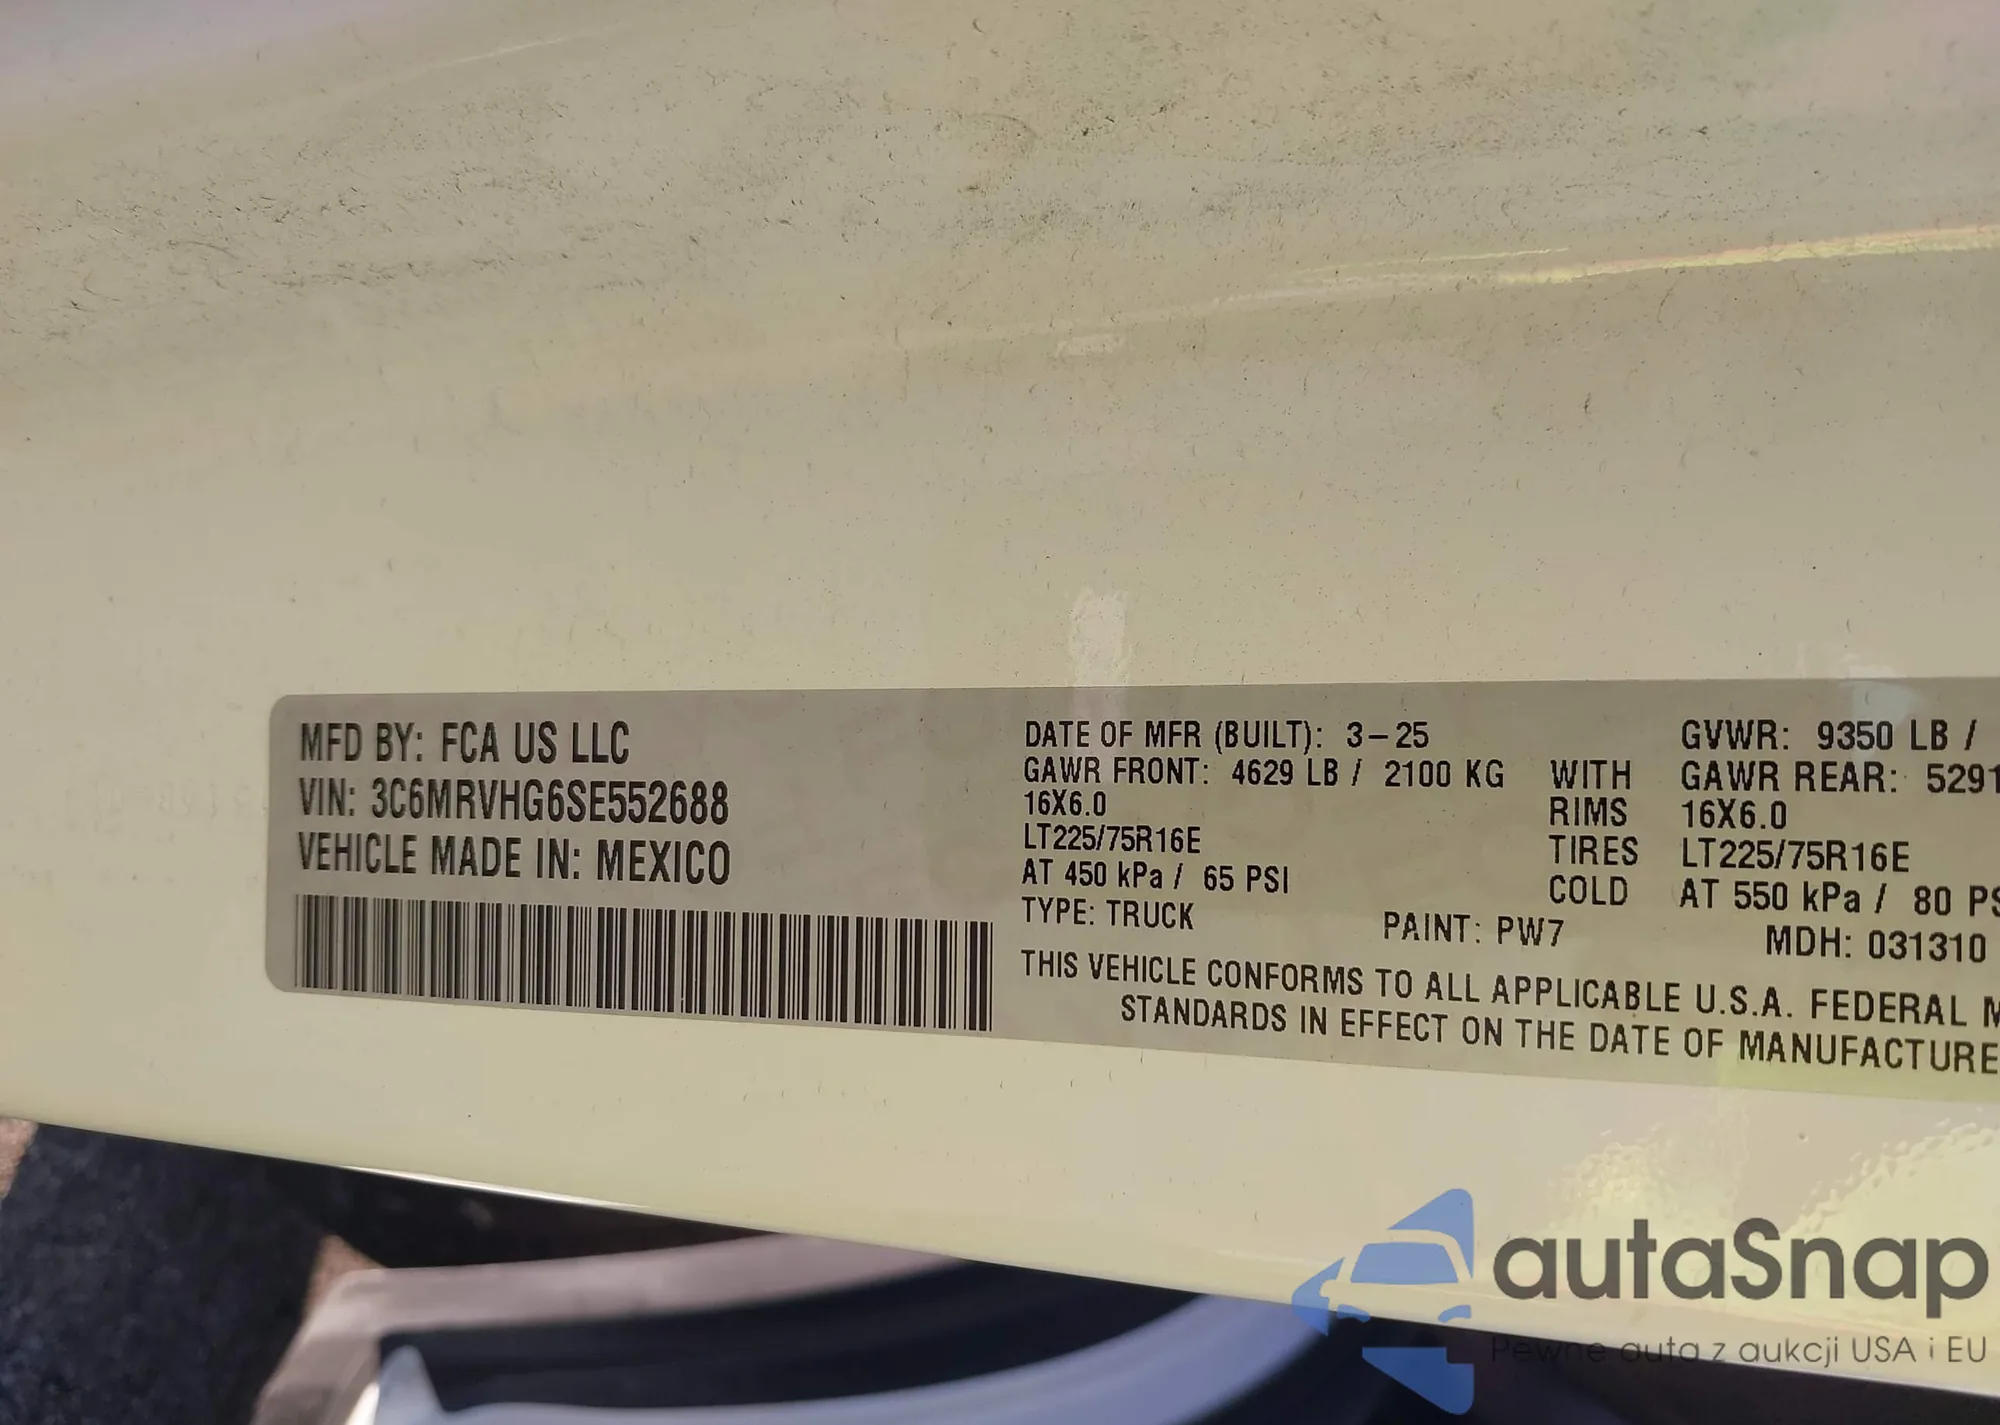 MFD BY: FCA US LLC
VIN: 3C6MRVHG6SE552688
VEHICLE MADE IN: MEXICO
DATE OF MFR (BUILT): 3-25
GVWR: 9350 LB /
GAWR FRONT: 4629 LB / 2100 KG WITH GAWR REAR: 5291
16X6.0 RIMS 16X6.0
LT225/75R16E TIRES LT225/75R16E
AT 450 kPa / 65 PSI COLD AT 550 kPa / 80 PS
TYPE: TRUCK PAINT: PW7 MDH: 031310
THIS VEHICLE CONFORMS TO ALL APPLICABLE U.S.A. FEDERAL M
STANDARDS IN EFFECT ON THE DATE OF MANUFACTURE
autaSnap
Pewne auta z aukcji USA i EU